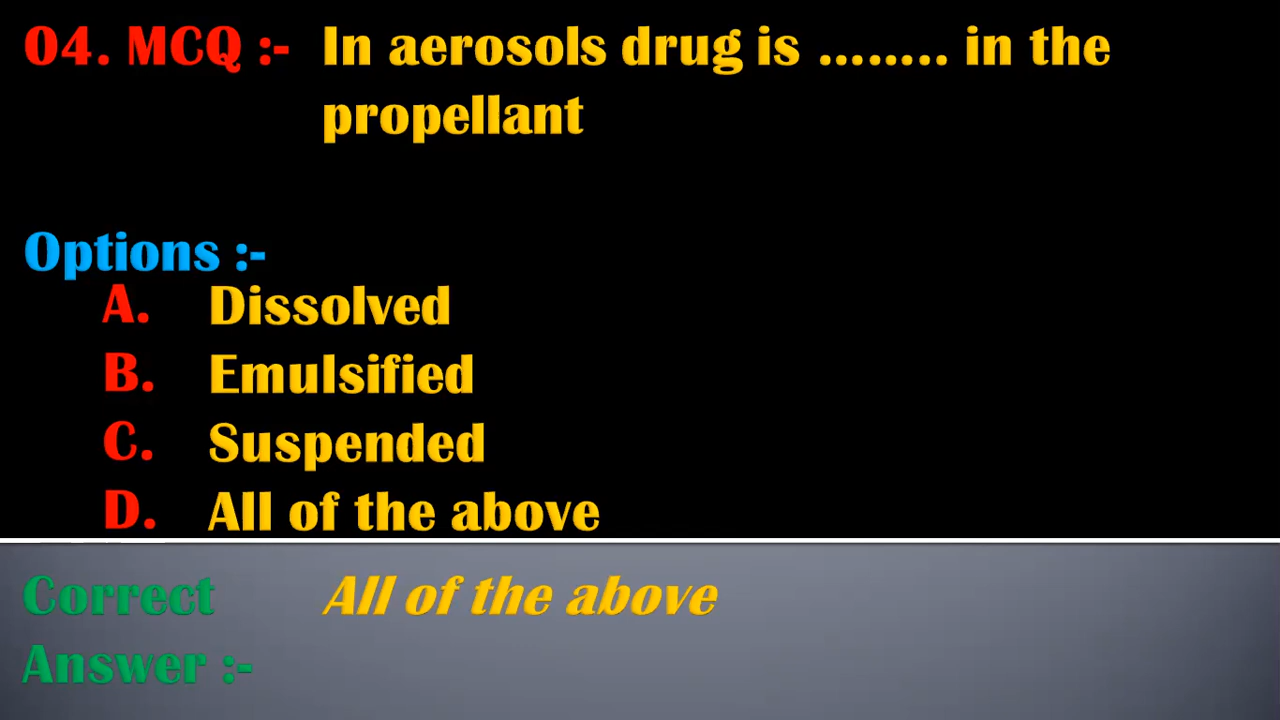 04. MCQ :- In aerosols drug is ........ in the
propellant
Options :-
A. Dissolved
B. Emulsified
C. Suspended
D. All of the above
Correct All of the above
Answer :-